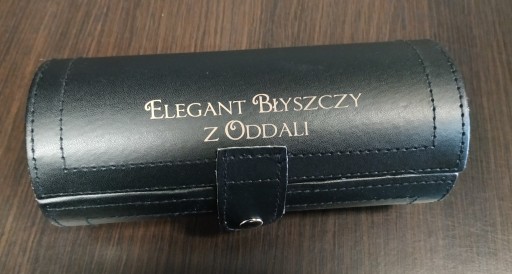 Elegant Błyszczy
z Oddali